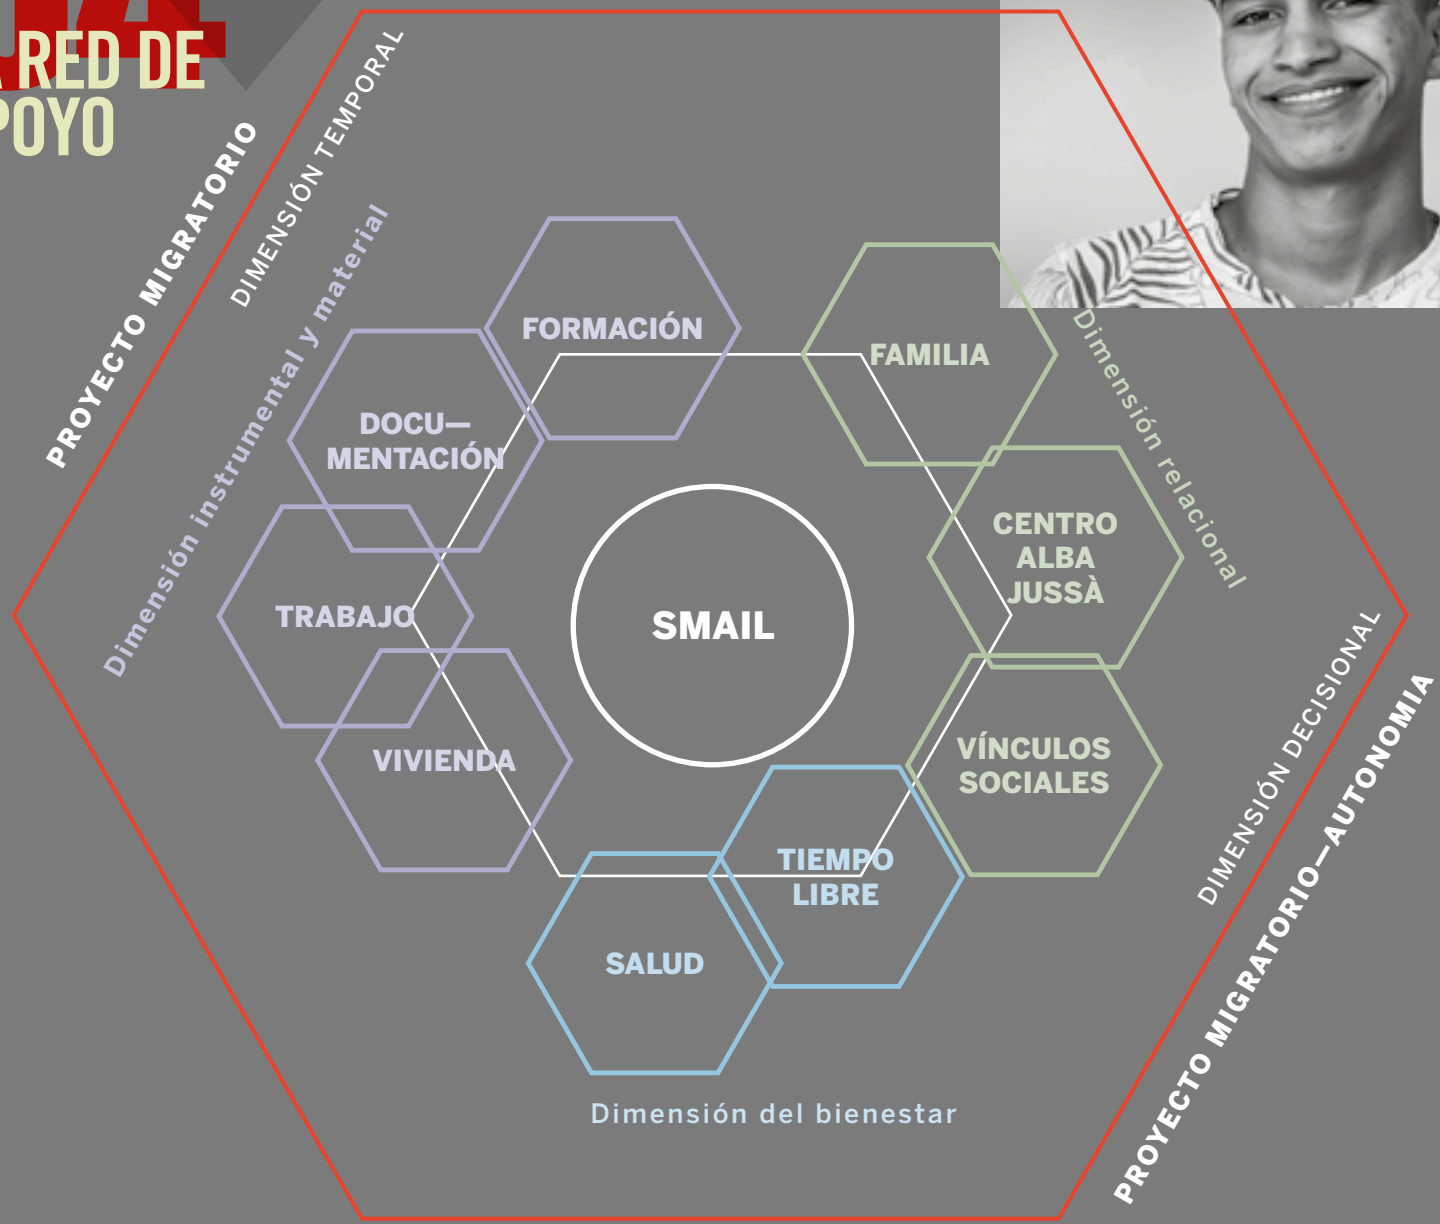 04
A RED DE
POYO
PROYECTO MIGRATORIO
DIMENSIÓN TEMPORAL
Dimensión instrumental y material
FORMACIÓN
DOCU—
MENTACIÓN
TRABAJO
VIVIENDA
FAMILIA
CENTRO
ALBA
JUSSÀ
VÍNCULOS
SOCIALES
Dimensión relacional
SMAIL
TIEMPO
LIBRE
SALUD
Dimensión del bienestar
DIMENSIÓN DECISIONAL
PROYECTO MIGRATORIO—AUTONOMIA